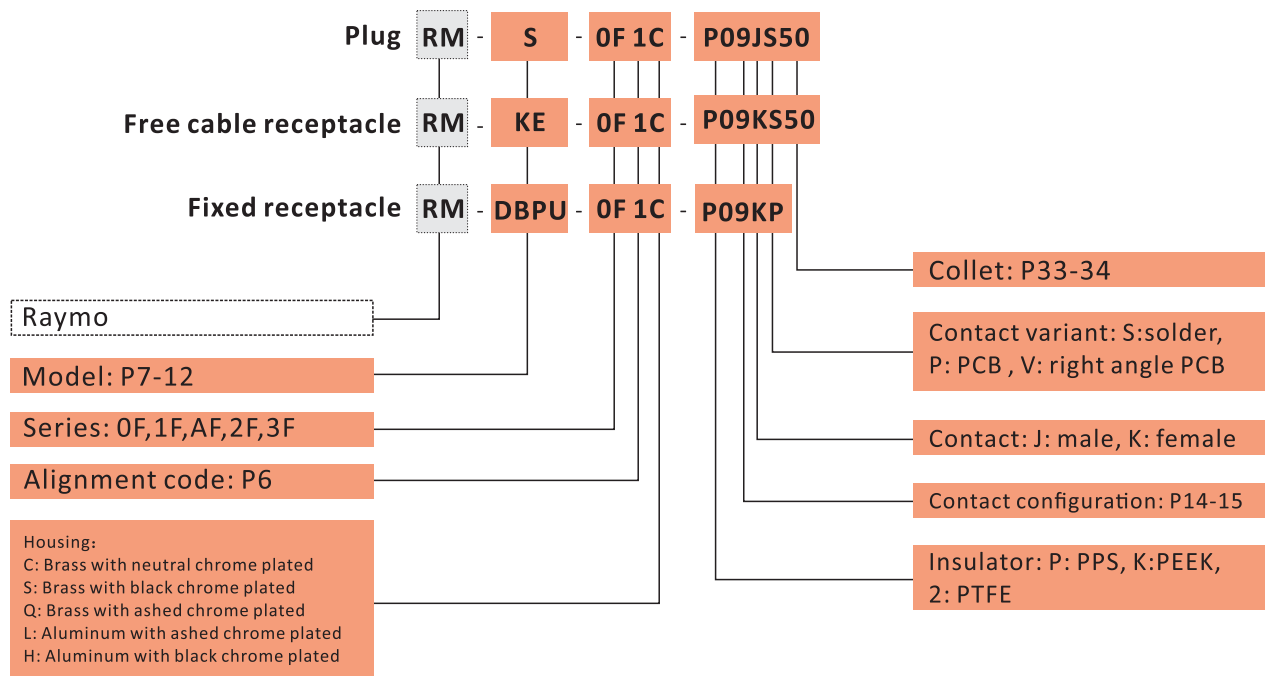 Plug RM - S - 0F 1C - P09JS50
Free cable receptacle RM - KE - 0F 1C - P09KS50
Fixed receptacle RM - DBPU - 0F 1C - P09KP
Raymo
Model: P7-12
Series: 0F,1F,AF,2F,3F
Alignment code: P6
Housing：
C: Brass with neutral chrome plated
S: Brass with black chrome plated
Q: Brass with ashed chrome plated
L: Aluminum with ashed chrome plated
H: Aluminum with black chrome plated
Collet: P33-34
Contact variant: S:solder,
P: PCB , V: right angle PCB
Contact: J: male, K: female
Contact configuration: P14-15
Insulator: P: PPS, K:PEEK,
2: PTFE